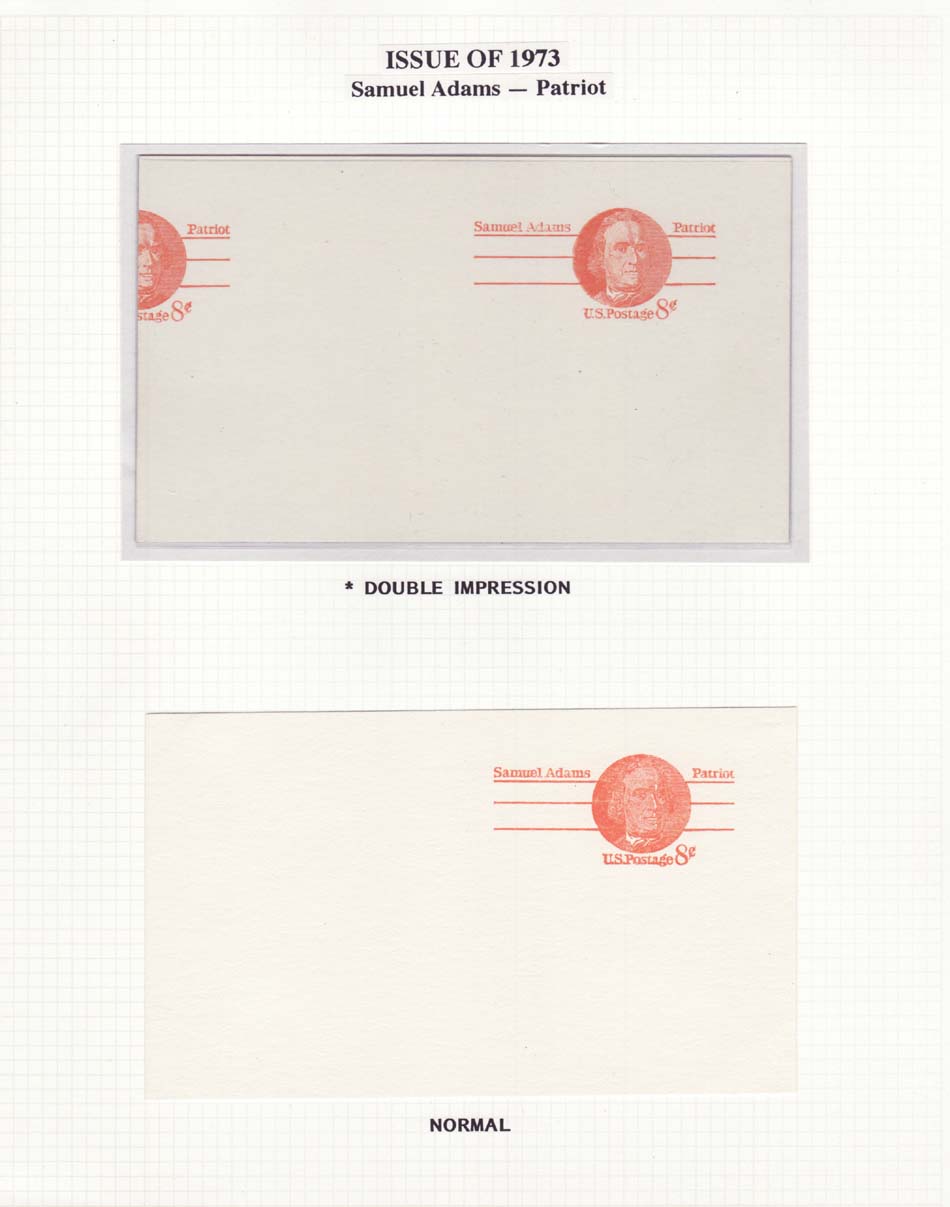 ISSUE OF 1973
Samuel Adams — Patriot
Patriot
stage 8¢
Samuel Adams Patriot
U.S.Postage 8¢
* DOUBLE IMPRESSION
Samuel Adams Patriot
U.S.Postage 8¢
NORMAL